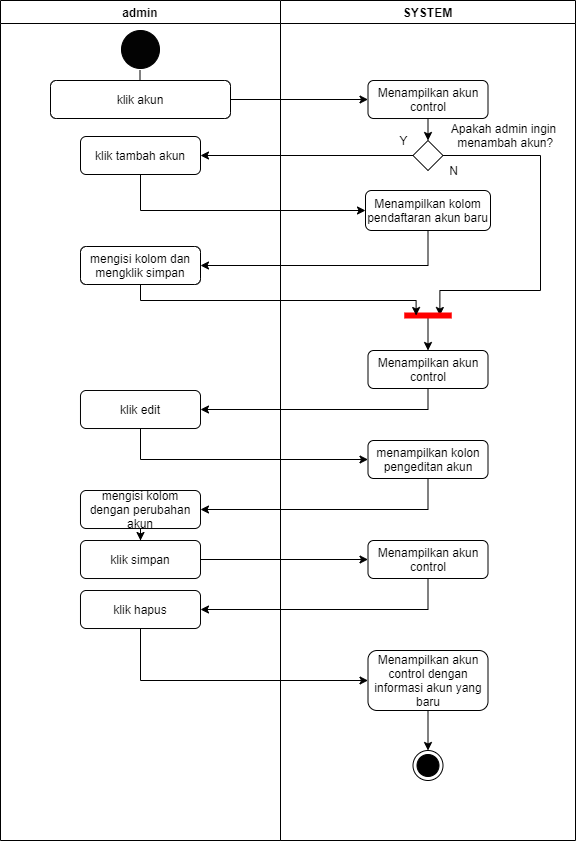 admin
SYSTEM
klik akun
Menampilkan akun
control
Apakah admin ingin
menambah akun?
Y
klik tambah akun
N
Menampilkan kolom
pendaftaran akun baru
mengisi kolom dan
mengklik simpan
Menampilkan akun
control
klik edit
menampilkan kolon
pengeditan akun
mengisi kolom
dengan perubahan
akun
klik simpan
Menampilkan akun
control
klik hapus
Menampilkan akun
control dengan
informasi akun yang
baru